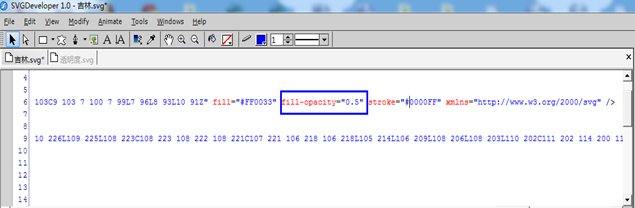 SVGDeveloper 1.0 - 吉林.svg*
File Edit View Modify Animate Tools Window Help
吉林.svg* 透明度.svg
4
5
6 103C9 103 7 100 7 99L7 96L8 93L10 91Z" fill="#FF0033" fill-opacity="0.5" stroke="#0000FF" xmlns="http://www.w3.org/2000/svg" />
7
8
9 10 226L109 225L108 223C108 223 108 222 108 221C107 221 106 218 106 218L105 214L106 209L108 206L108 203L110 202C111 202 114 200 11
10
11
12
13
14